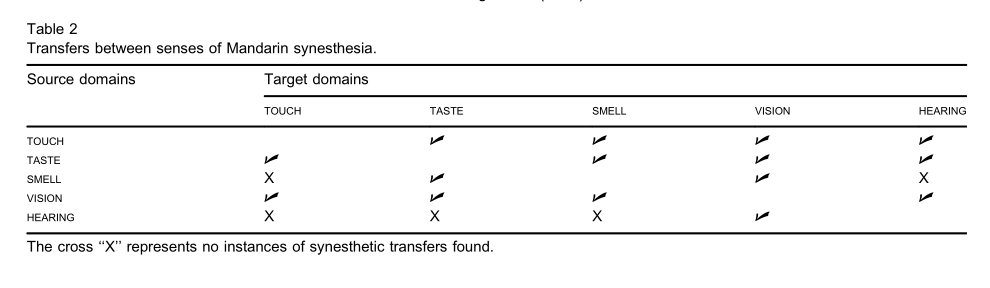 Table 2
Transfers between senses of Mandarin synesthesia.
Source domains Target domains
TOUCH TASTE SMELL VISION HEARING
TOUCH ✓ ✓ ✓ ✓
TASTE ✓ ✓ ✓ ✓
SMELL X ✓ ✓ X
VISION ✓ ✓ ✓ ✓
HEARING X X X ✓
The cross ‘‘X’’ represents no instances of synesthetic transfers found.